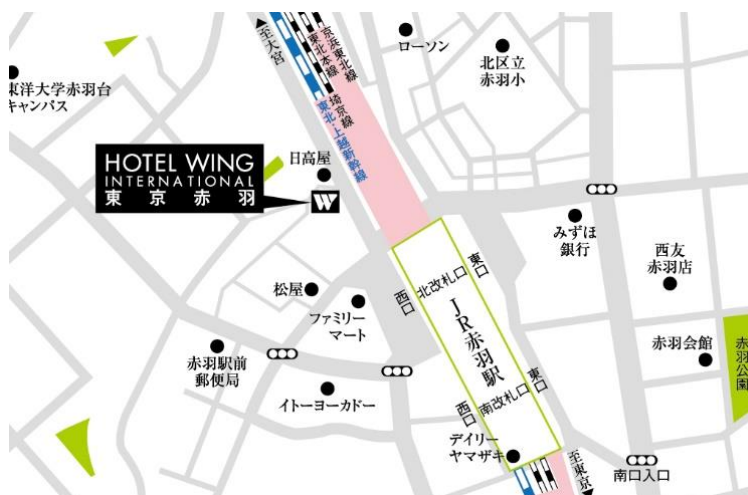 ▲至大宮
京浜東北線
東北本線
埼京線
東北・上越新幹線
ローソン
北区立
赤羽小
東洋大学赤羽台
キャンパス
日高屋
HOTEL WING
INTERNATIONAL
東京赤羽
W
みずほ
銀行
西友
赤羽店
北改札口
東口
西口
JR赤羽駅
松屋
ファミリー
マート
赤羽駅前
郵便局
イトーヨーカドー
赤羽会館
赤羽公園
南改札口
東口
西口
デイリー
ヤマザキ
至東京▼
南口入口